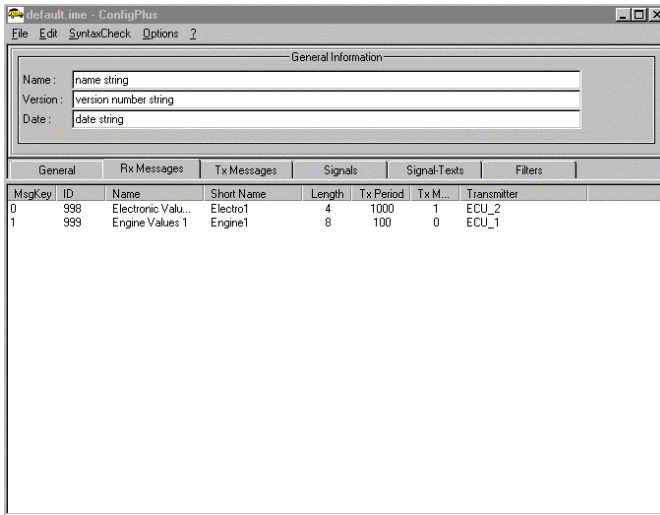 default.ime - ConfigPlus
File Edit SyntaxCheck Options ?
General Information
Name : name string
Version : version number string
Date : date string
General Rx Messages Tx Messages Signals Signal-Texts Filters
MsgKey ID Name Short Name Length Tx Period Tx M... Transmitter
0 998 Electronic Valu... Electro1 4 1000 1 ECU_2
1 999 Engine Values 1 Engine1 8 100 0 ECU_1